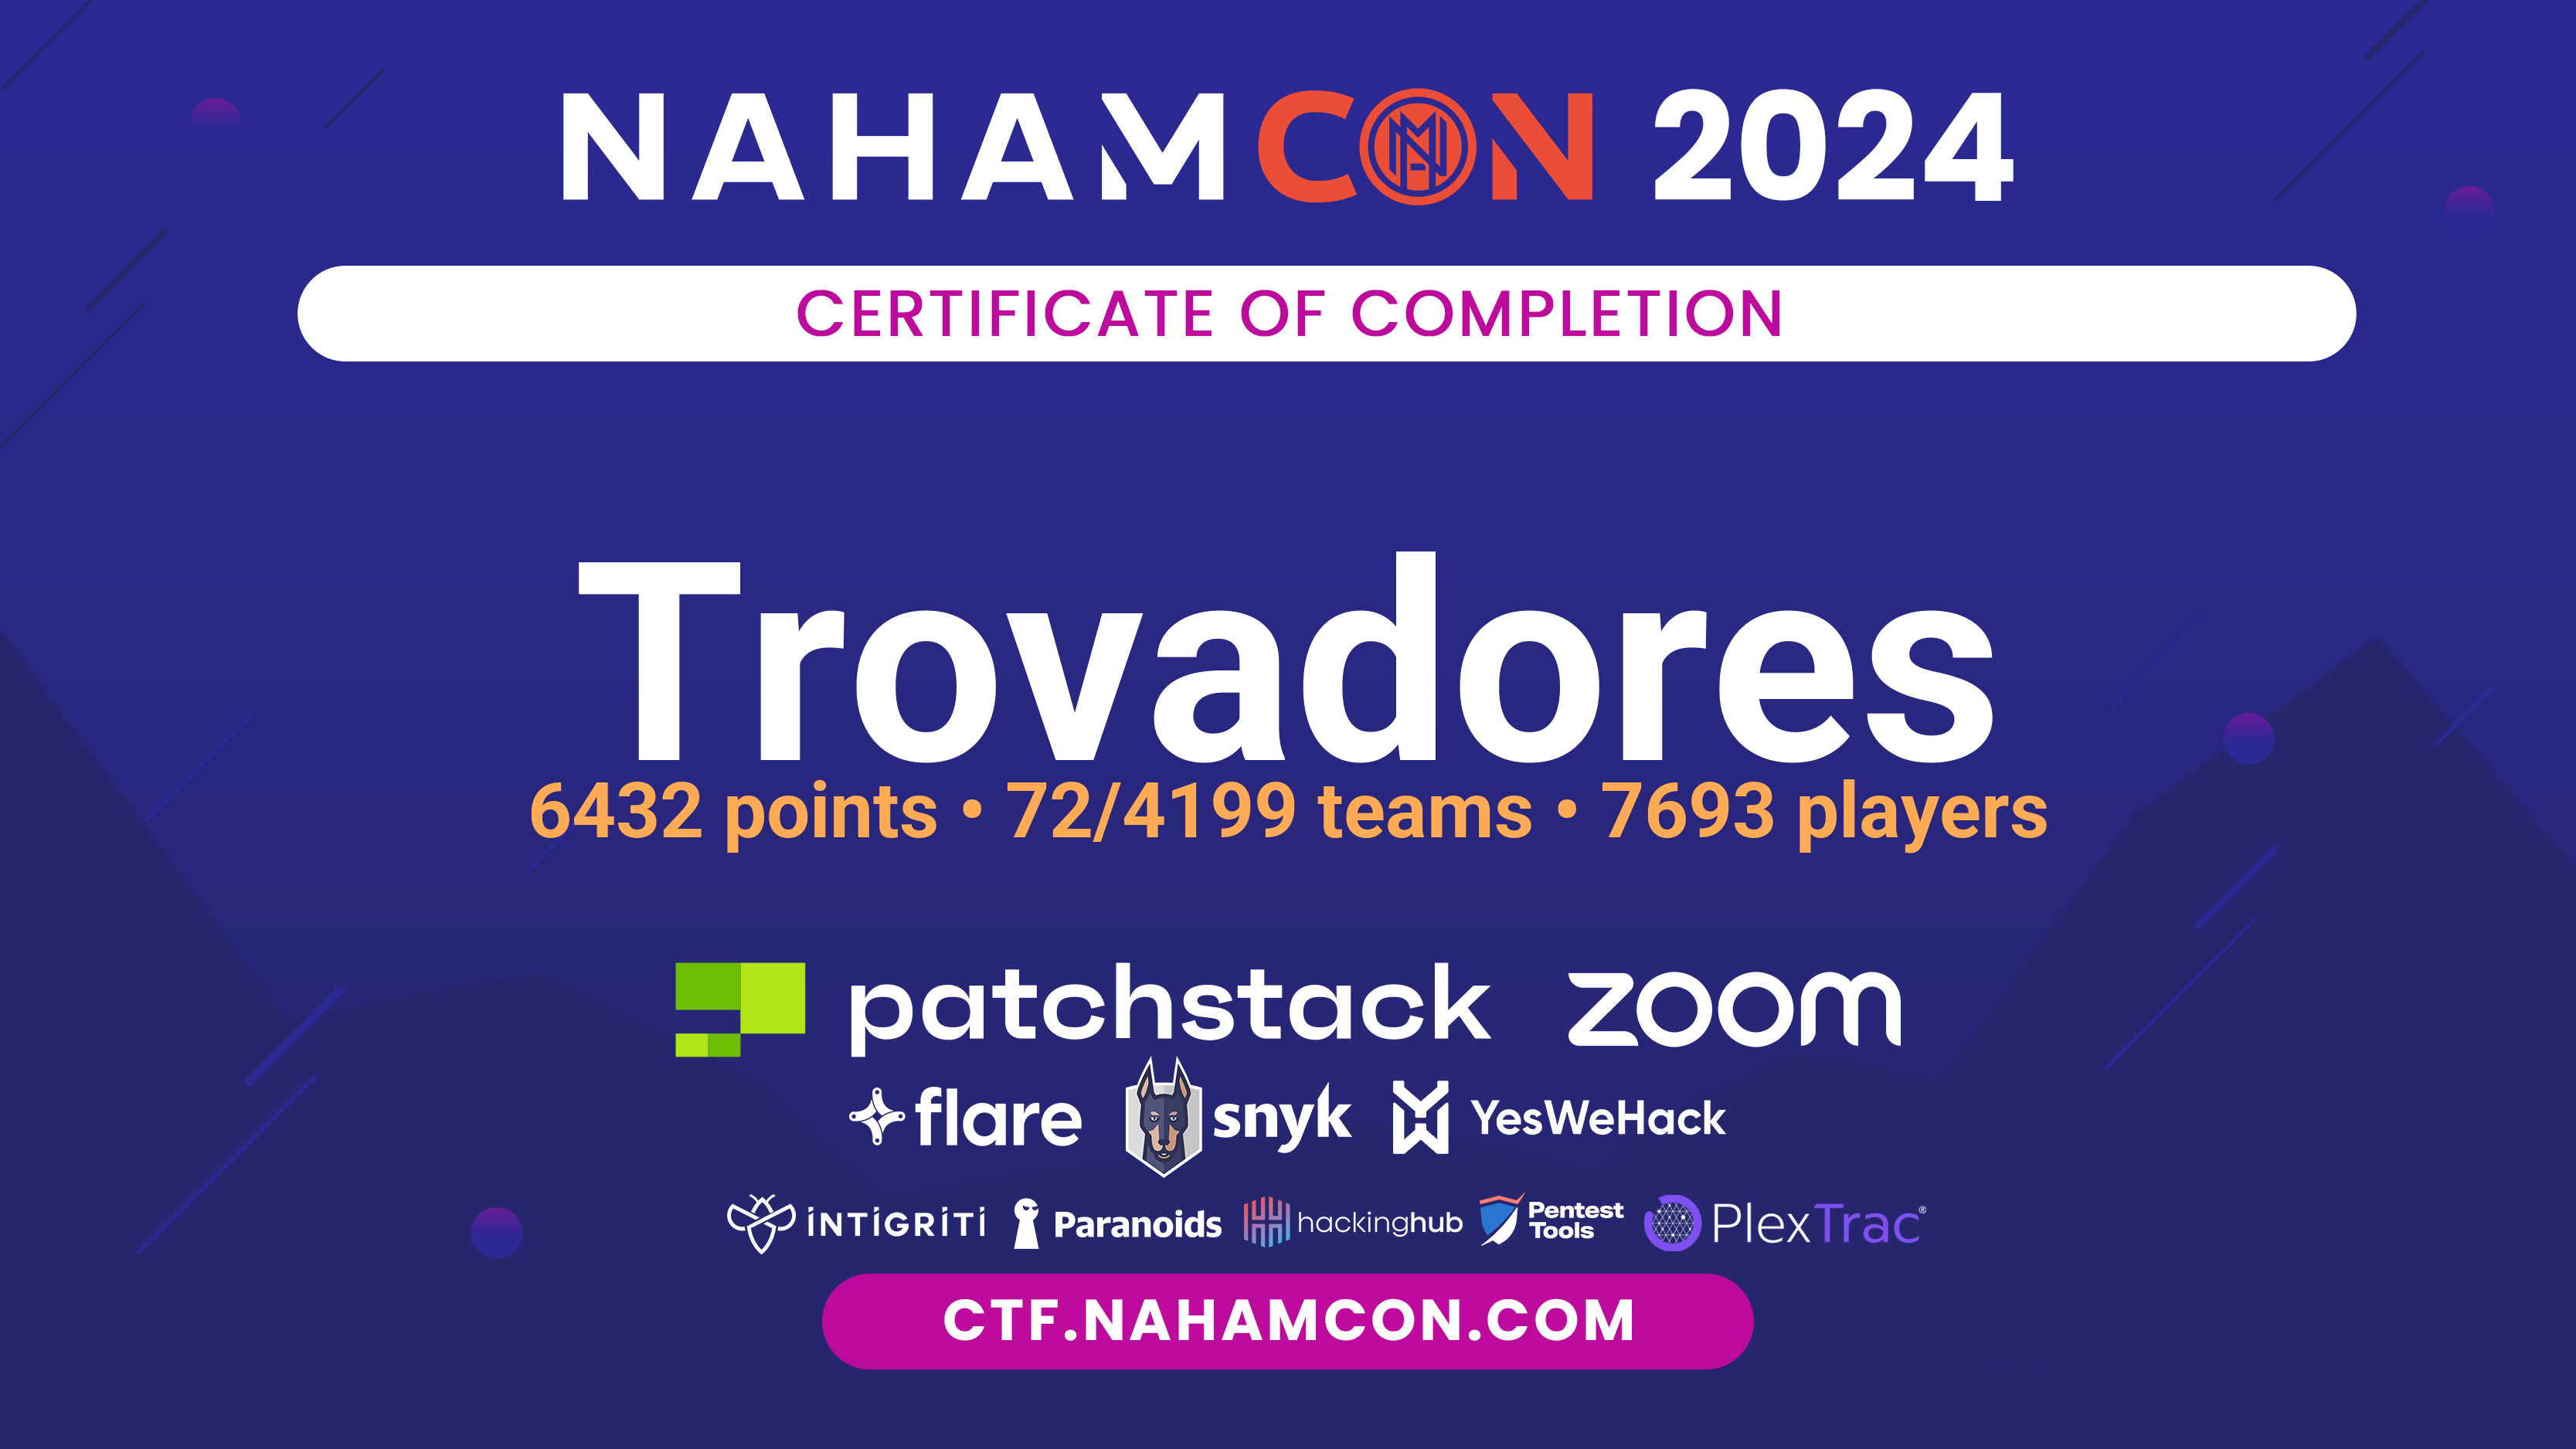 NAHAMCON 2024
CERTIFICATE OF COMPLETION
Trovadores
6432 points • 72/4199 teams • 7693 players
patchstack zoom
flare snyk YesWeHack
INTIGRITI Paranoids hackinghub Pentest Tools PlexTrac®
CTF.NAHAMCON.COM